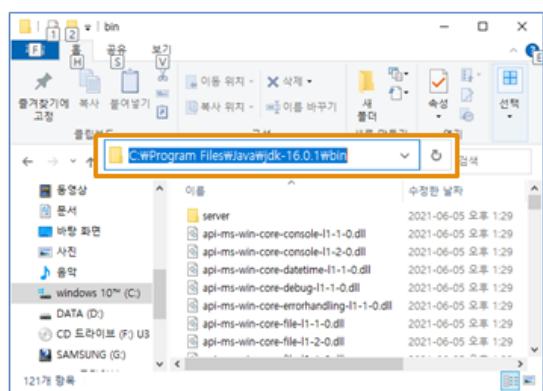 bin
1 2
F 홈 공유 보기
H S V
즐겨찾기에 고정
복사
붙여넣기
이동 위치
삭제
복사 위치
이름 바꾸기
새 폴더
속성
선택
C:₩Program Files₩Java₩jdk-16.0.1₩bin
검색
동영상
문서
바탕 화면
사진
음악
windows 10™ (C:)
DATA (D:)
CD 드라이브 (F:) U3
SAMSUNG (G:)
이름 수정한 날짜
server 2021-06-05 오후 1:29
api-ms-win-core-console-l1-1-0.dll 2021-06-05 오후 1:29
api-ms-win-core-console-l1-2-0.dll 2021-06-05 오후 1:29
api-ms-win-core-datetime-l1-1-0.dll 2021-06-05 오후 1:29
api-ms-win-core-debug-l1-1-0.dll 2021-06-05 오후 1:29
api-ms-win-core-errorhandling-l1-1-0.dll 2021-06-05 오후 1:29
api-ms-win-core-file-l1-1-0.dll 2021-06-05 오후 1:29
api-ms-win-core-file-l1-2-0.dll 2021-06-05 오후 1:29
121개 항목